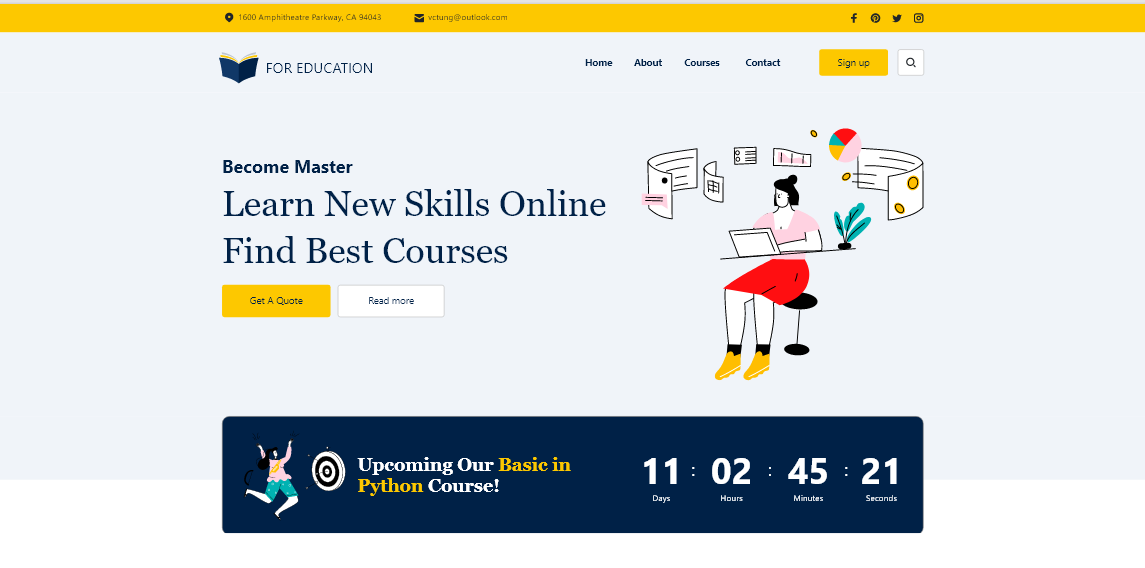 1600 Amphitheatre Parkway, CA 94043 vctung@outlook.com
FOR EDUCATION Home About Courses Contact Sign up
Become Master
Learn New Skills Online
Find Best Courses
Get A Quote Read more
Upcoming Our Basic in
Python Course!
11 : 02 : 45 : 21
Days Hours Minutes Seconds